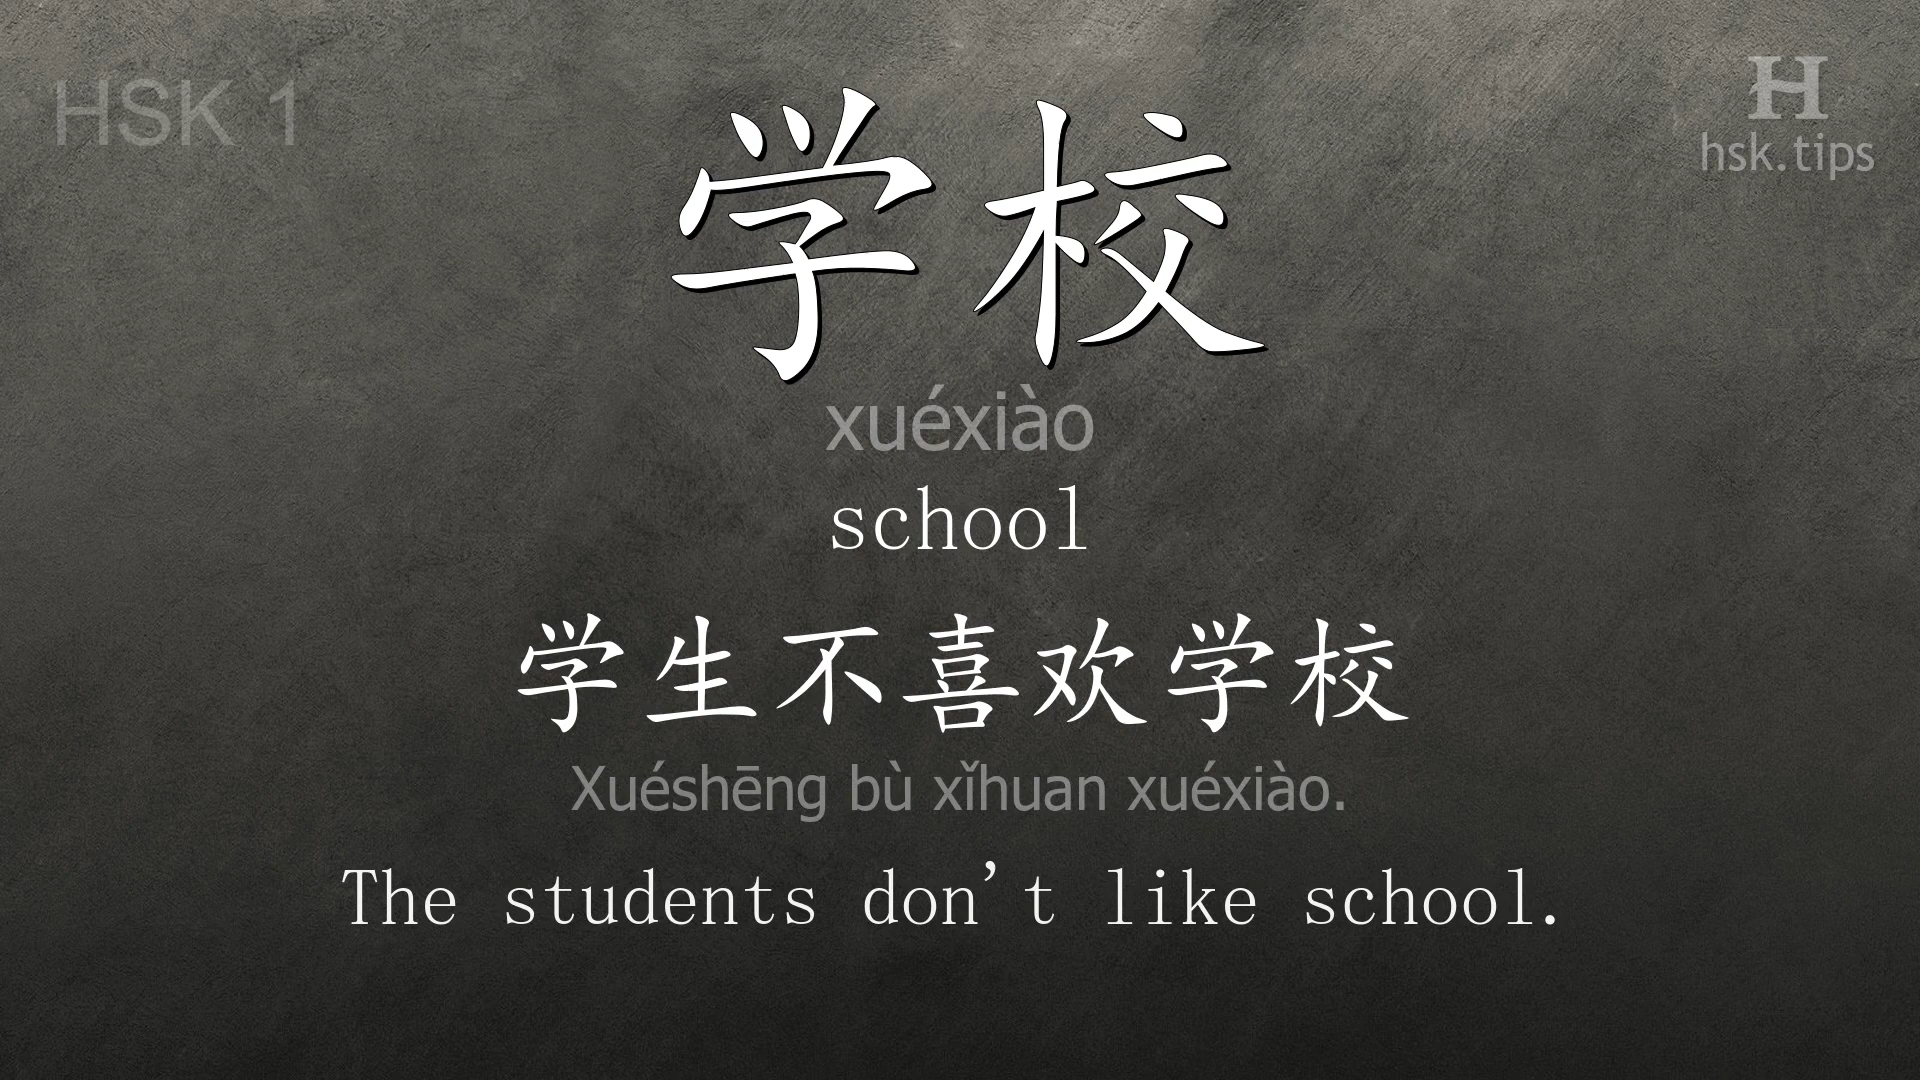 HSK 1
H
hsk.tips
学校
xuéxiào
school
学生不喜欢学校
Xuéshēng bù xǐhuan xuéxiào.
The students don't like school.